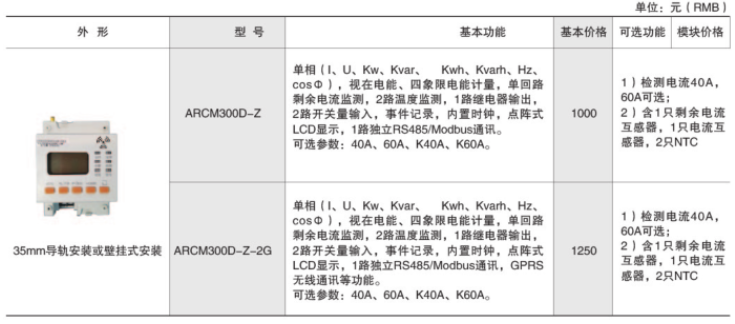 单位：元（RMB）
外 形 型 号 基本功能 基本价格 可选功能 模块价格
单相（I、U、Kw、Kvar、 Kwh、Kvarh、Hz、
cosΦ），视在电能、四象限电能计量，单回路
剩余电流监测，2路温度监测，1路继电器输出，
2路开关量输入，事件记录，内置时钟，点阵式
LCD显示，1路独立RS485/Modbus通讯。
可选参数：40A、60A、K40A、K60A。
ARCM300D-Z
1000
1）检测电流40A，
60A可选；
2）含1只剩余电流
互感器，1只电流互
感器，2只NTC
35mm导轨安装或壁挂式安装
ARCM300D-Z-2G
单相（I、U、Kw、Kvar、 Kwh、Kvarh、Hz、
cosΦ），视在电能、四象限电能计量，单回路
剩余电流监测，2路温度监测，1路继电器输出，
2路开关量输入，事件记录，内置时钟，点阵式
LCD显示，1路独立RS485/Modbus通讯，GPRS
无线通讯等功能。
可选参数：40A、60A、K40A、K60A。
1250
1）检测电流40A，
60A可选；
2）含1只剩余电流
互感器，1只电流互
感器，2只NTC